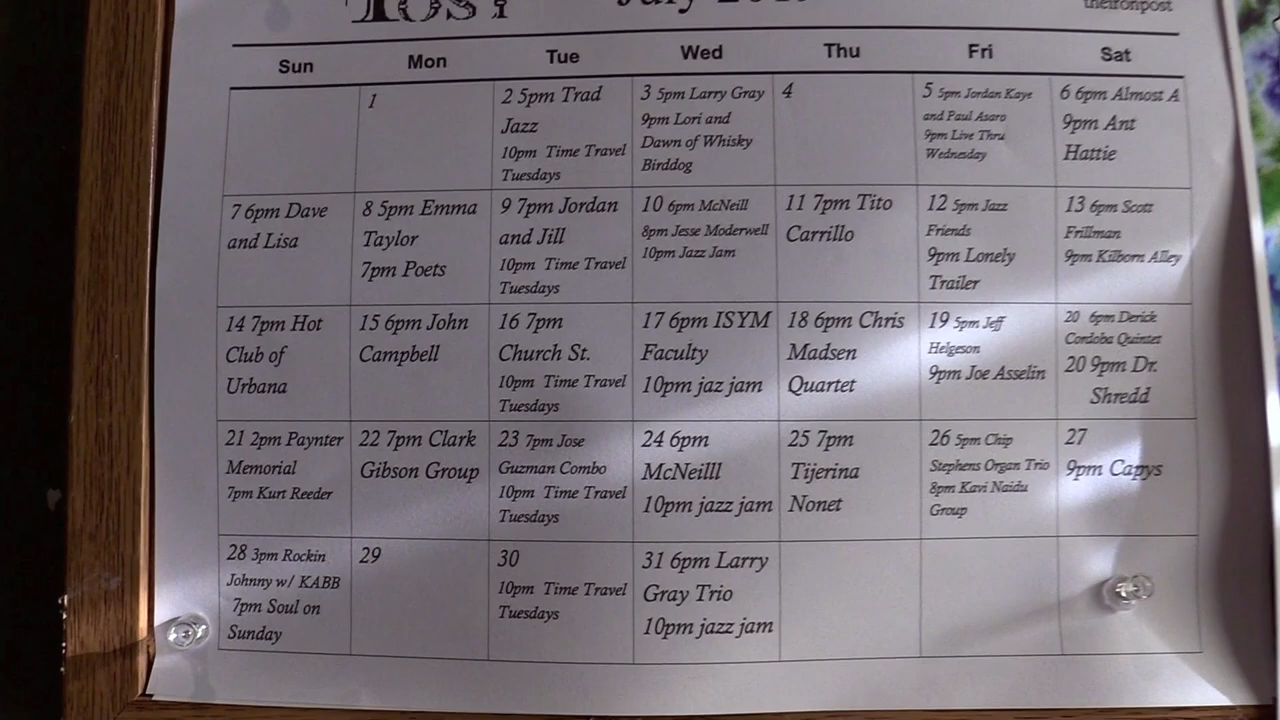 July
theironpost
Sun Mon Tue Wed Thu Fri Sat
1
2 5pm Trad
Jazz
10pm Time Travel
Tuesdays
3 5pm Larry Gray
9pm Lori and
Dawn of Whisky
Birddog
4
5 5pm Jordan Kaye
and Paul Asaro
9pm Live Thru
Wednesday
6 6pm Almost A
9pm Ant
Hattie
7 6pm Dave
and Lisa
8 5pm Emma
Taylor
7pm Poets
9 7pm Jordan
and Jill
10pm Time Travel
Tuesdays
10 6pm McNeill
8pm Jesse Moderwell
10pm Jazz Jam
11 7pm Tito
Carrillo
12 5pm Jazz
Friends
9pm Lonely
Trailer
13 6pm Scott
Frillman
9pm Kilborn Alley
14 7pm Hot
Club of
Urbana
15 6pm John
Campbell
16 7pm
Church St.
10pm Time Travel
Tuesdays
17 6pm ISYM
Faculty
10pm jaz jam
18 6pm Chris
Madsen
Quartet
19 5pm Jeff
Helgeson
9pm Joe Asselin
20 6pm Derick
Cordoba Quintet
20 9pm Dr.
Shredd
21 2pm Paynter
Memorial
7pm Kurt Reeder
22 7pm Clark
Gibson Group
23 7pm Jose
Guzman Combo
10pm Time Travel
Tuesdays
24 6pm
McNeilll
10pm jazz jam
25 7pm
Tijerina
Nonet
26 5pm Chip
Stephens Organ Trio
8pm Kavi Naidu
Group
27
9pm Capys
28 3pm Rockin
Johnny w/ KABB
7pm Soul on
Sunday
29
30
10pm Time Travel
Tuesdays
31 6pm Larry
Gray Trio
10pm jazz jam